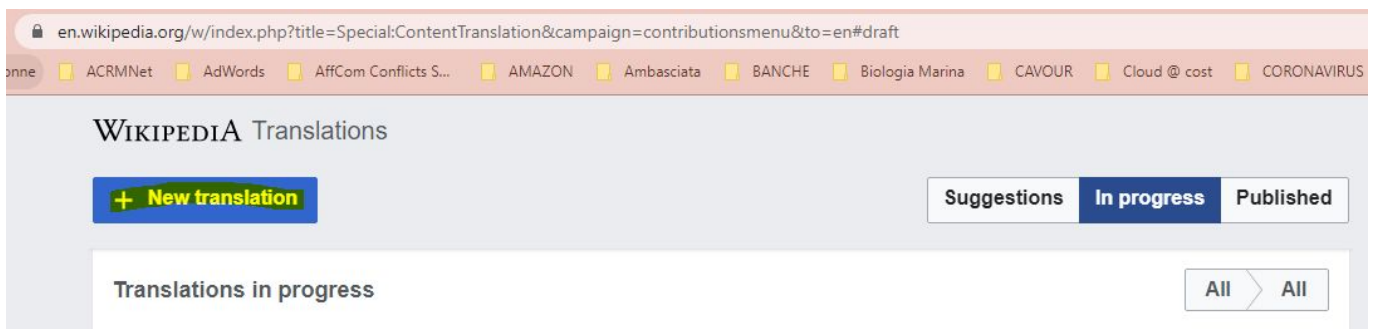 en.wikipedia.org/w/index.php?title=Special:ContentTranslation&campaign=contributionsmenu&to=en#draft
onne ACRMNet AdWords AffCom Conflicts S... AMAZON Ambasciata BANCHE Biologia Marina CAVOUR Cloud @ cost CORONAVIRUS
WIKIPEDIA Translations
+ New translation Suggestions In progress Published
Translations in progress All All